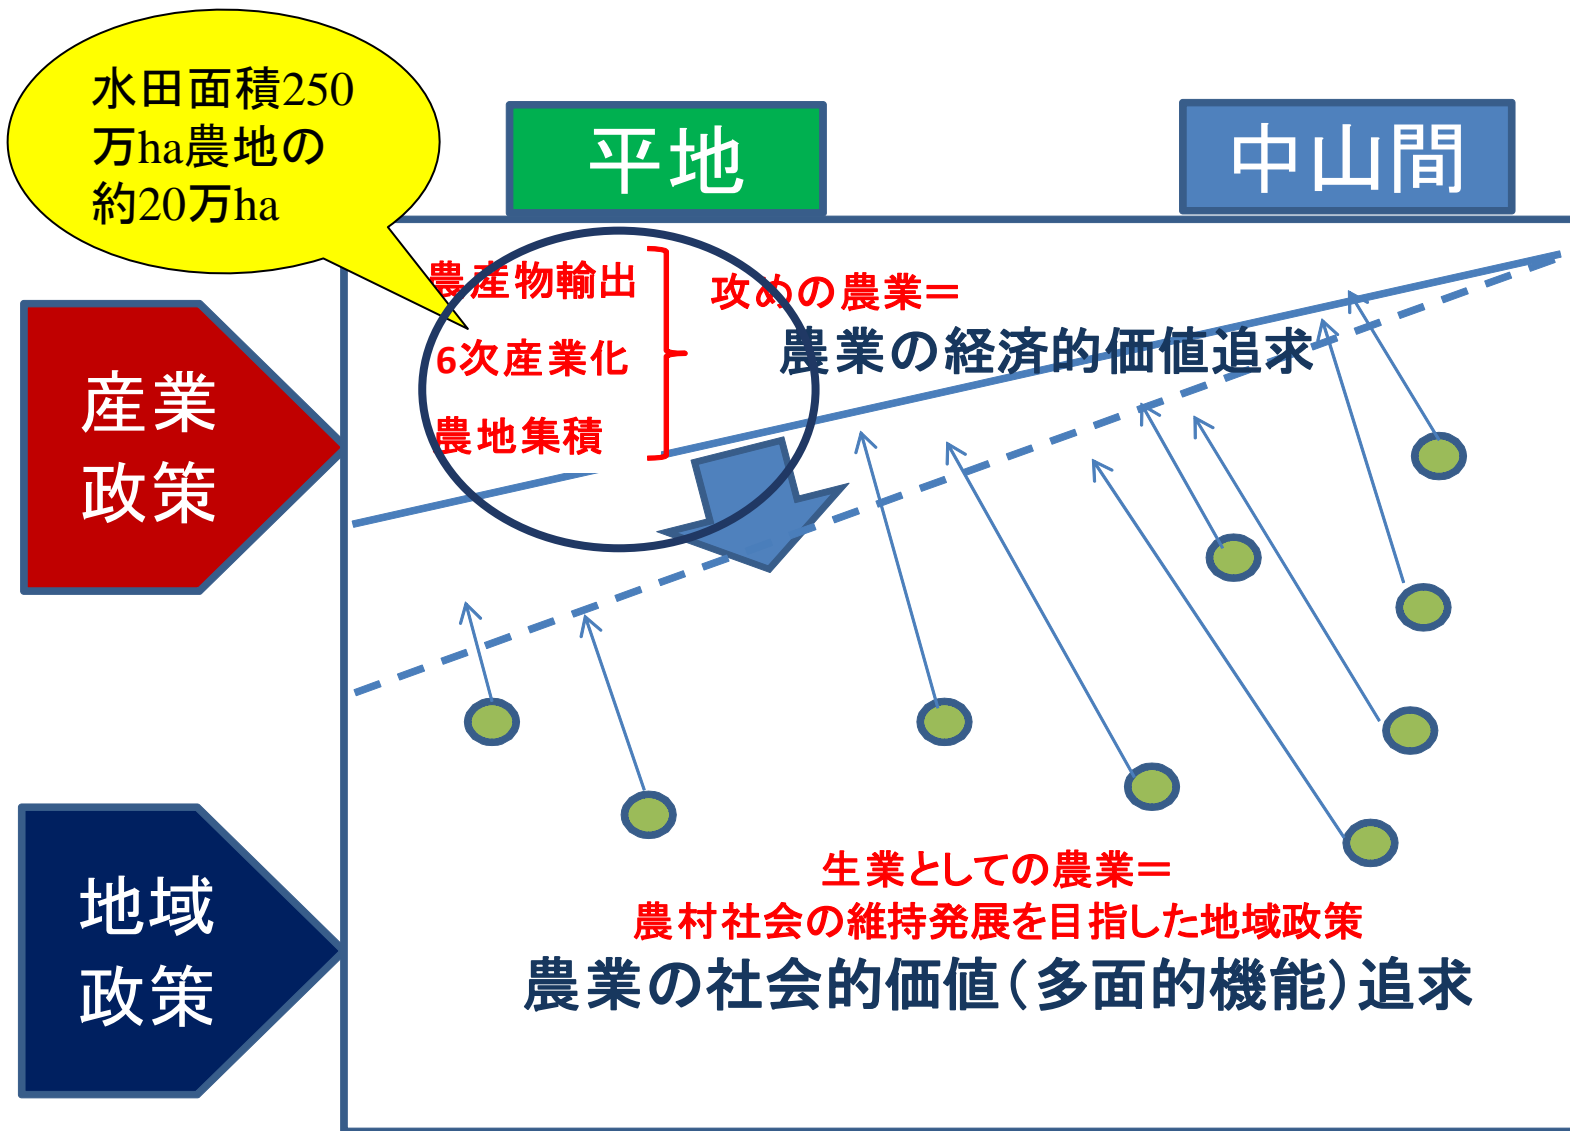 水田面積250
万ha農地の
約20万ha
平地
中山間
農産物輸出
6次産業化
農地集積
攻めの農業＝
農業の経済的価値追求
産業
政策
地域
政策
生業としての農業＝
農村社会の維持発展を目指した地域政策
農業の社会的価値（多面的機能）追求